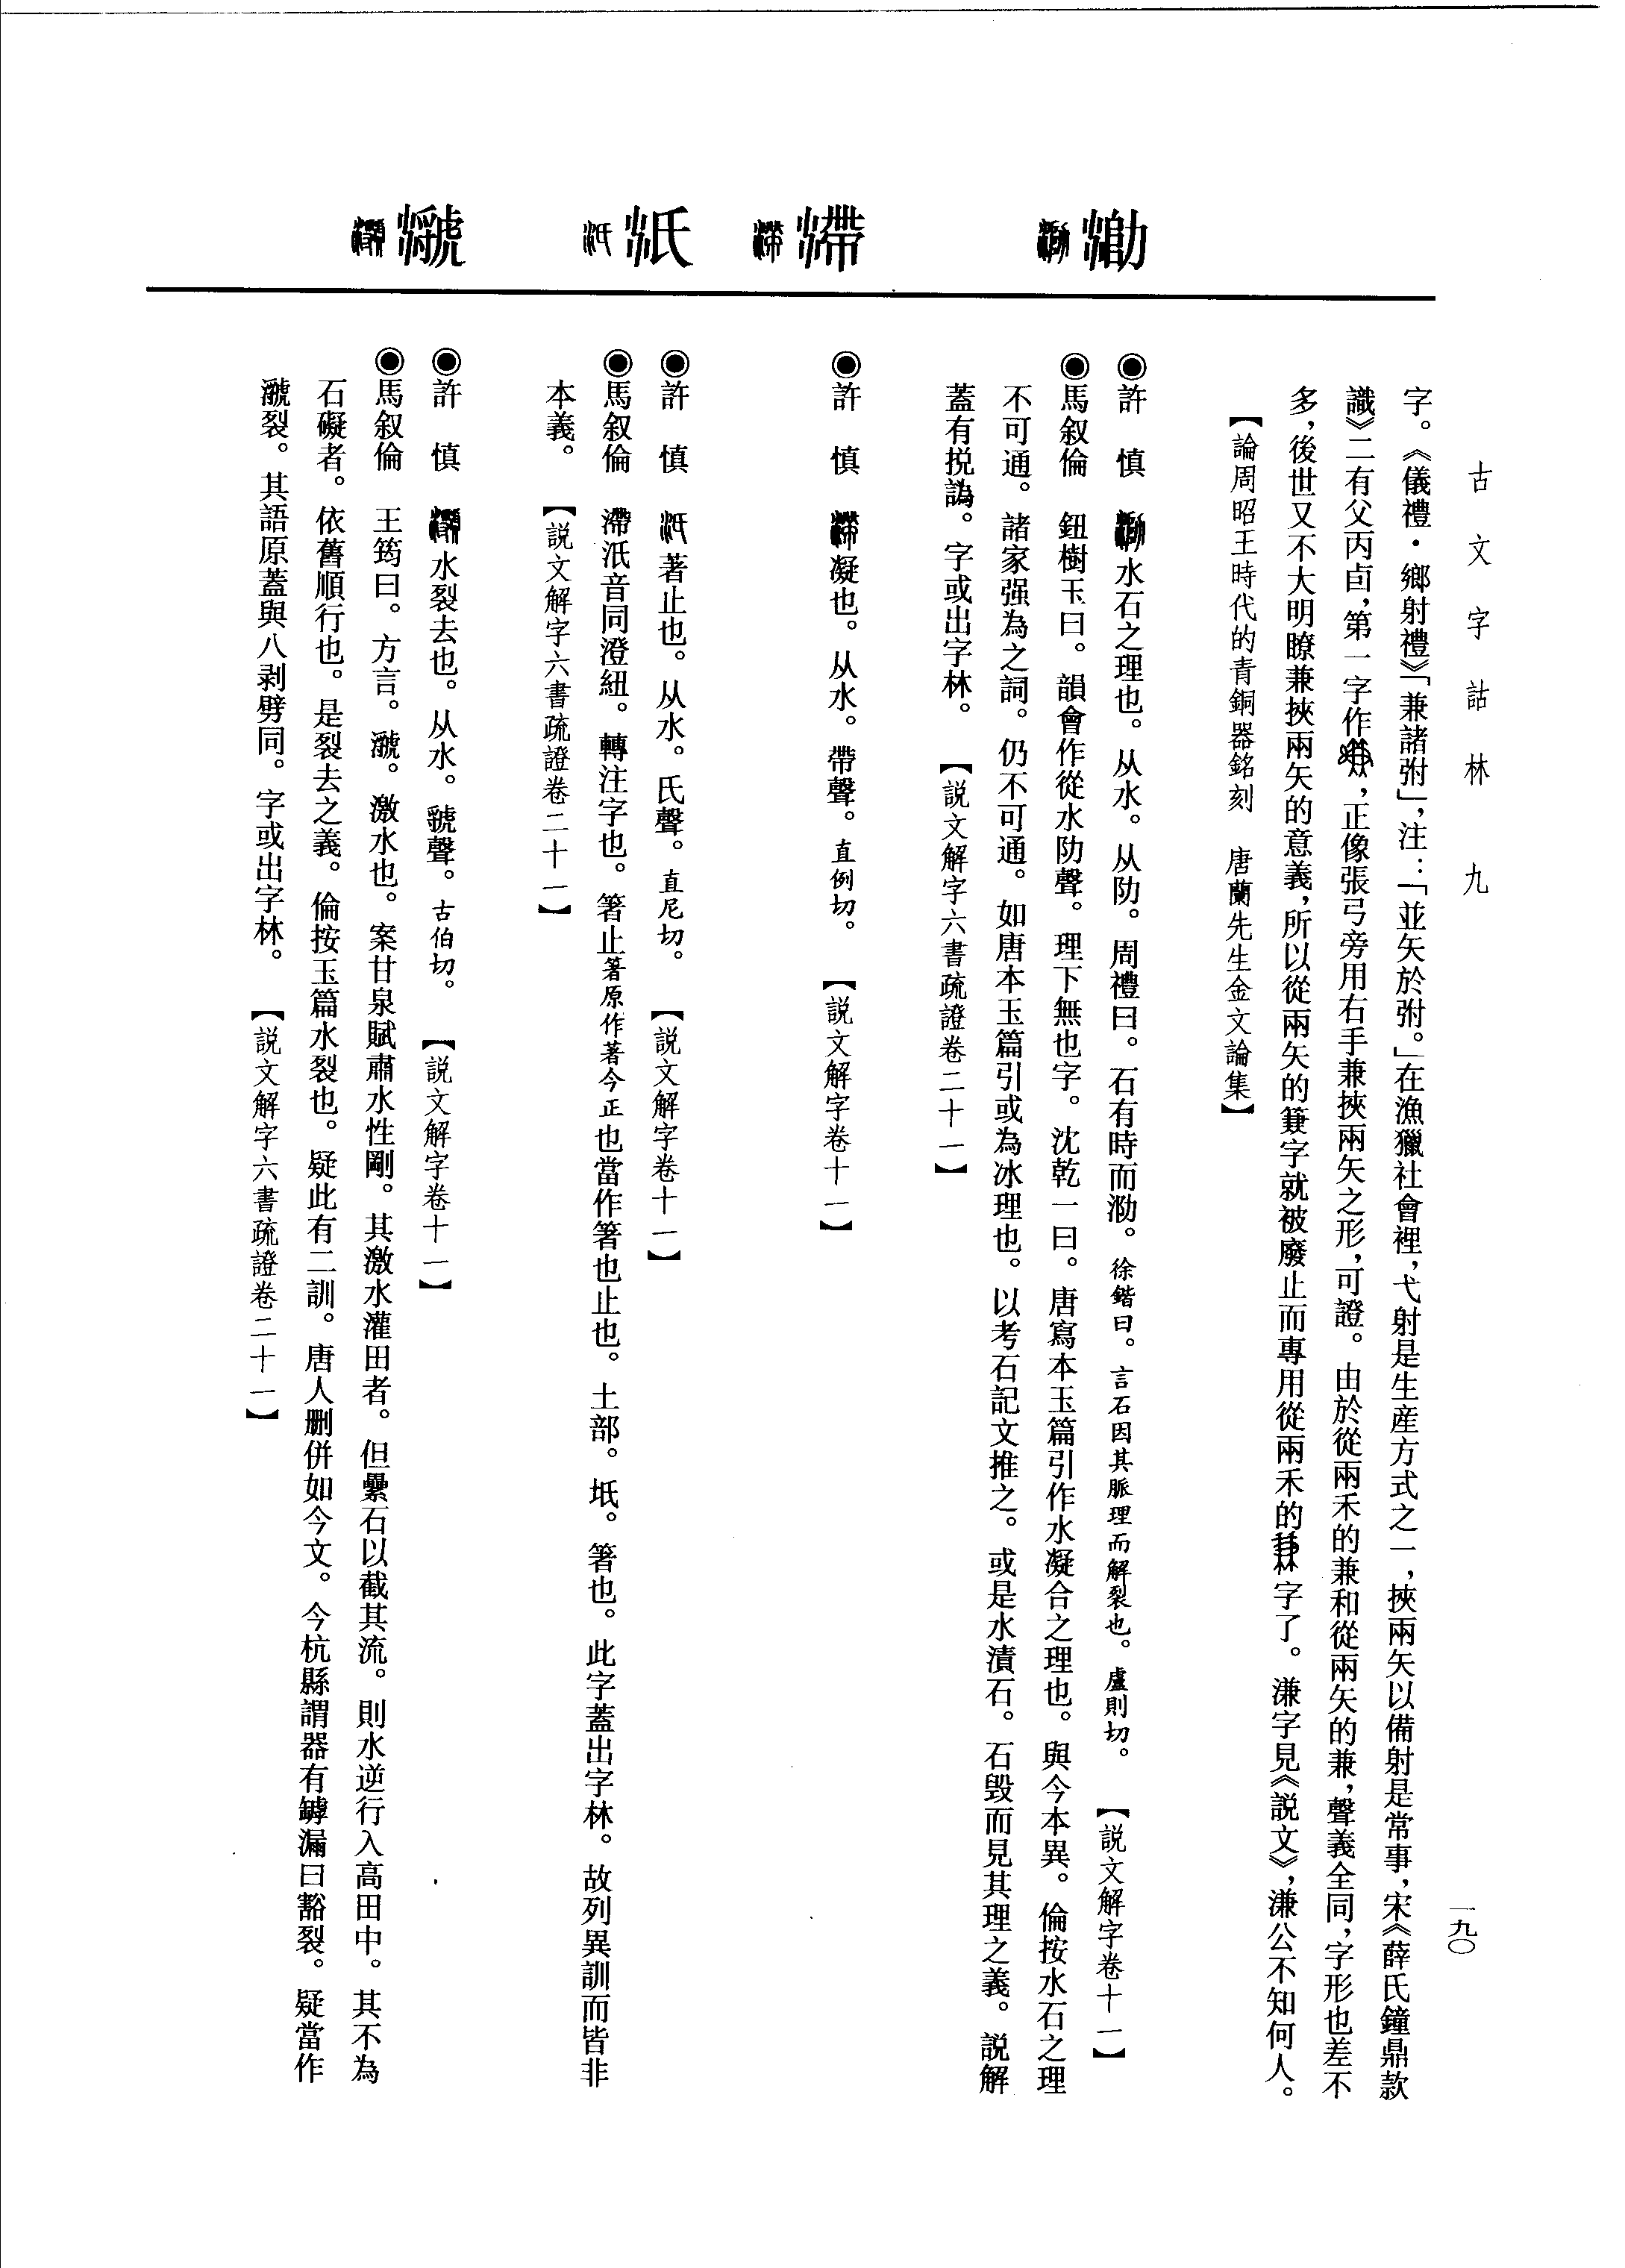 古文字詁林　九
一九〇
泐
滯
泜
㶁
字。《儀禮·鄉射禮》「兼諸弣」，注：「並矢於弣。」在漁獵社會裡，弋射是生産方式之一，挾兩矢以備射是常事，宋《薛氏鐘鼎款
識》二有父丙卣，第一字作，正像張弓旁用右手兼挾兩矢之形，可證。由於從兩禾的兼和從兩矢的兼，聲義全同，字形也差不
多，後世又不大明瞭兼挾兩矢的意義，所以從兩矢的字就被廢止而專用從兩禾的字了。溓字見《説文》，溓公不知何人。
【論周昭王時代的青銅器銘刻　唐蘭先生金文論集】
◉許　慎　水石之理也。从水。从阞。周禮曰。石有時而泐。徐鍇曰。言石因其脈理而解裂也。盧則切。【説文解字卷十一】
◉馬叙倫　鈕樹玉曰。韻會作從水阞聲。理下無也字。沈乾一曰。唐寫本玉篇引作水凝合之理也。與今本異。倫按水石之理
不可通。諸家强為之詞。仍不可通。如唐本玉篇引或為冰理也。以考石記文推之。或是水漬石。石毁而見其理之義。説解
蓋有挩譌。字或出字林。【説文解字六書疏證卷二十一】
◉許　慎　凝也。从水。帶聲。直例切。【説文解字卷十一】
◉許　慎　著止也。从水。氏聲。直尼切。【説文解字卷十一】
◉馬叙倫　滯泜音同澄紐。轉注字也。箸止箸原作著今正也當作箸也止也。土部。坻。箸也。此字蓋出字林。故列異訓而皆非
本義。【説文解字六書疏證卷二十一】
◉許　慎　水裂去也。从水。虢聲。古伯切。【説文解字卷十一】
◉馬叙倫　王筠曰。方言。㶁。激水也。案甘泉賦肅水性剛。其激水灌田者。但纍石以截其流。則水逆行入高田中。其不為
石礙者。依舊順行也。是裂去之義。倫按玉篇水裂也。疑此有二訓。唐人删併如今文。今杭縣謂器有罅漏曰豁裂。疑當作
㶁裂。其語原蓋與八剥劈同。字或出字林。【説文解字六書疏證卷二十一】